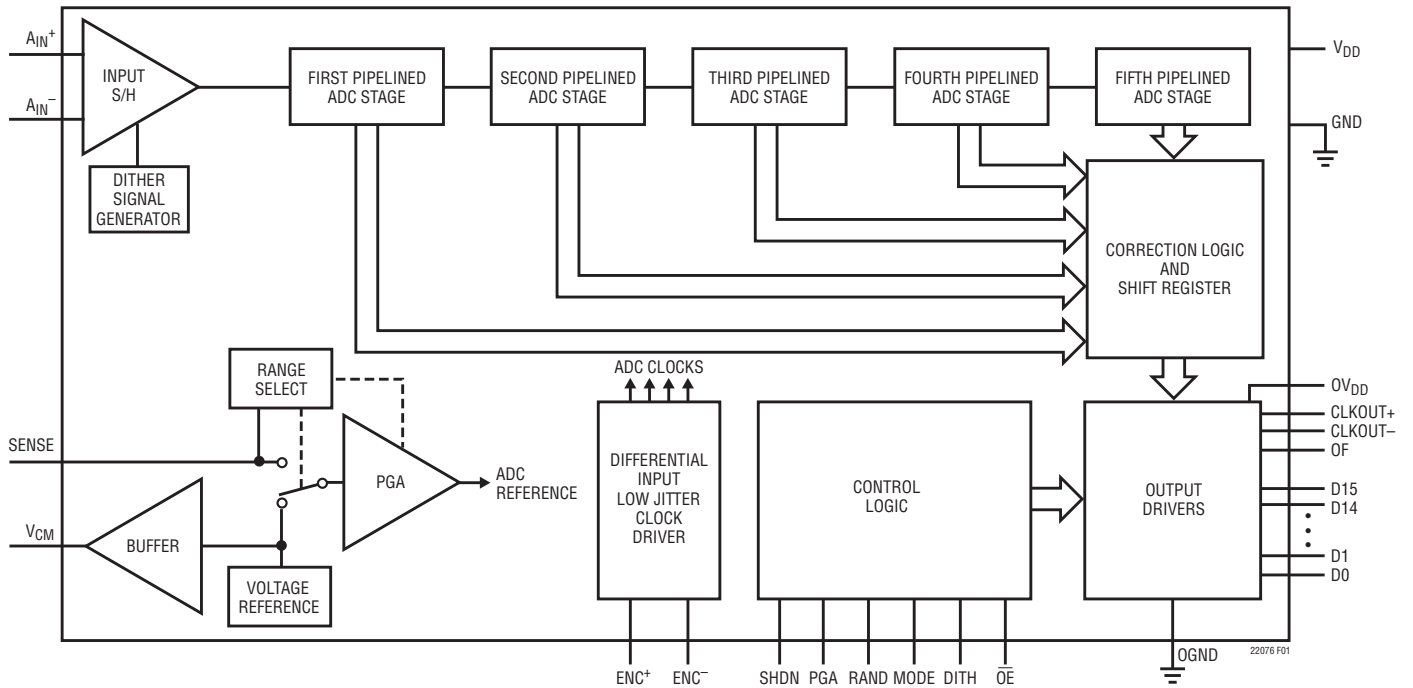 AIN+
AIN–
INPUT
S/H
DITHER
SIGNAL
GENERATOR
FIRST PIPELINED
ADC STAGE
SECOND PIPELINED
ADC STAGE
THIRD PIPELINED
ADC STAGE
FOURTH PIPELINED
ADC STAGE
FIFTH PIPELINED
ADC STAGE
VDD
GND
CORRECTION LOGIC
AND
SHIFT REGISTER
RANGE
SELECT
SENSE
PGA
ADC
REFERENCE
VCM
BUFFER
VOLTAGE
REFERENCE
ADC CLOCKS
DIFFERENTIAL
INPUT
LOW JITTER
CLOCK
DRIVER
ENC+
ENC–
CONTROL
LOGIC
SHDN
PGA
RAND
MODE
DITH
O̅E̅
OUTPUT
DRIVERS
OVDD
CLKOUT+
CLKOUT–
OF
D15
D14
D1
D0
OGND
22076 F01